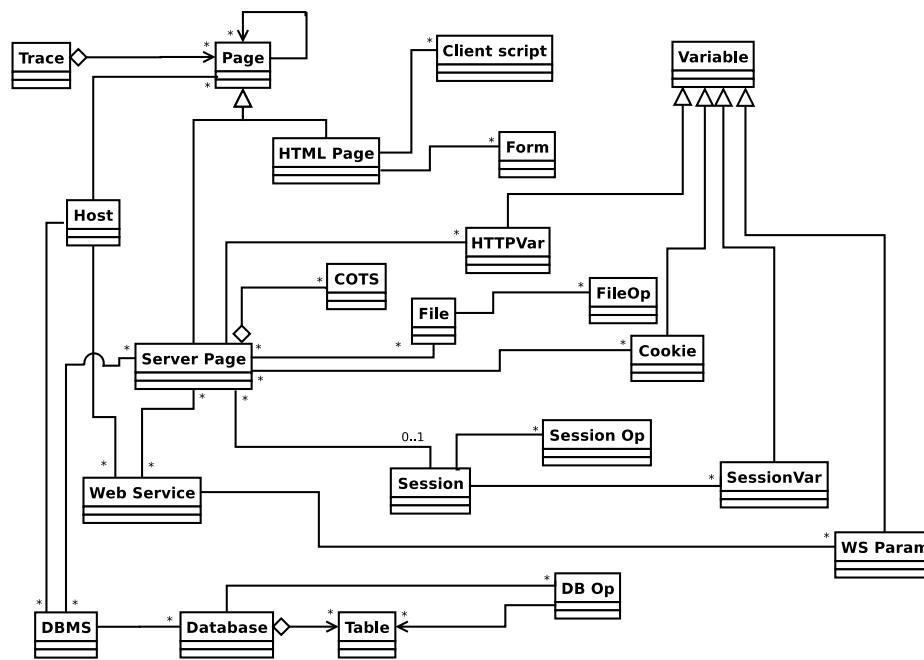 *
Trace
*
Page
*
*
Client script
Variable
HTML Page
*
Form
Host
*
HTTPVar
*
COTS
File
*
FileOp
*
Server Page
*
*
*
*
Cookie
*
*
*
0..1
*
Session Op
*
*
Web Service
Session
*
SessionVar
*
WS Param
*
*
DBMS
*
Database
*
Table
*
*
DB Op